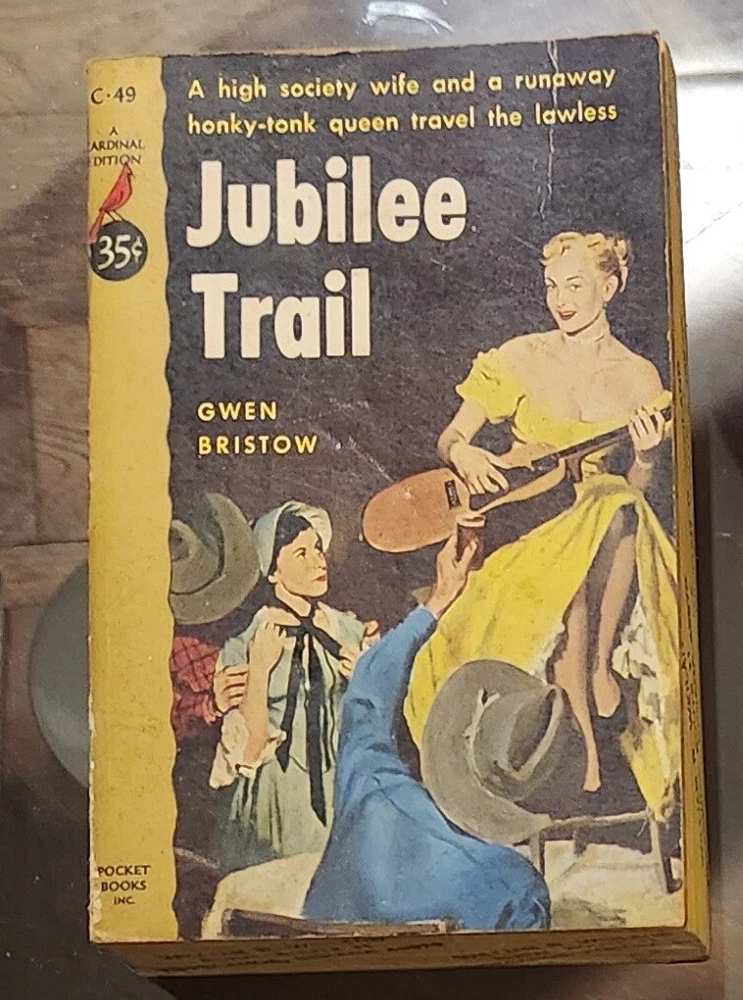 C·49
A
CARDINAL
EDITION
35¢
A high society wife and a runaway
honky-tonk queen travel the lawless
Jubilee
Trail
GWEN
BRISTOW
POCKET
BOOKS
INC.